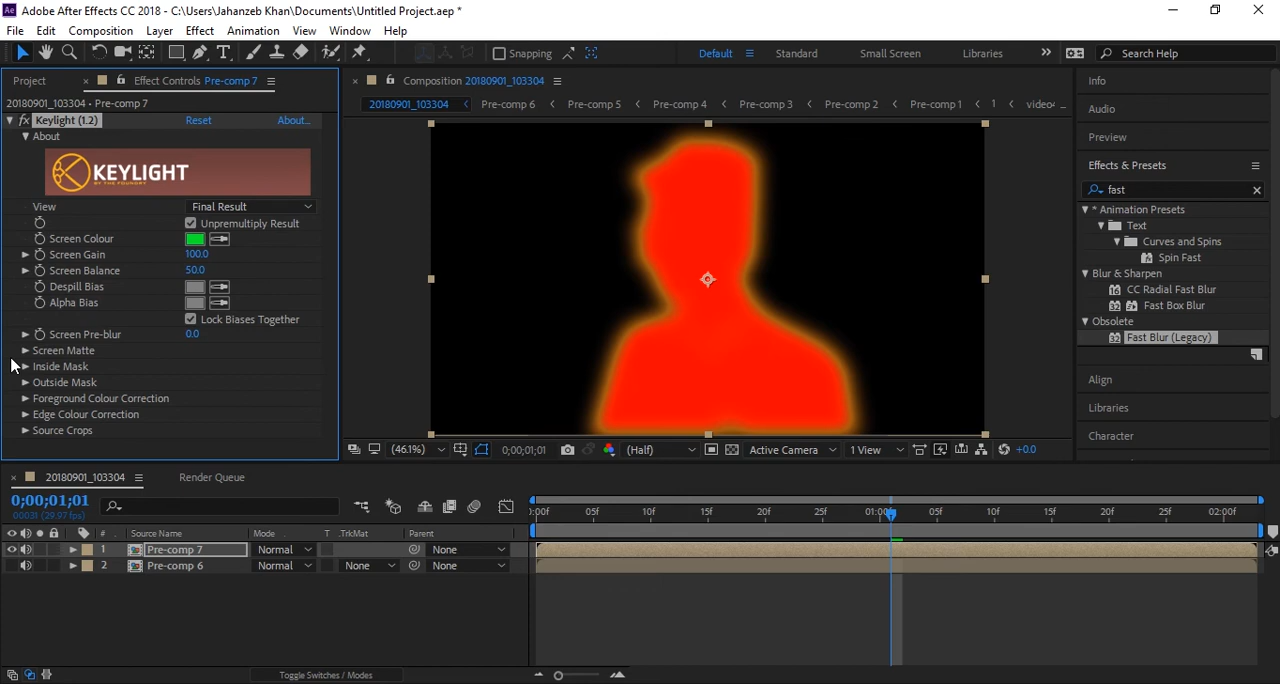 Ae Adobe After Effects CC 2018 - C:\Users\Jahanzeb Khan\Documents\Untitled Project.aep *
File Edit Composition Layer Effect Animation View Window Help
Snapping Default Standard Small Screen Libraries Search Help
Project Effect Controls Pre-comp 7 Composition 20180901_103304 Info
20180901_103304 • Pre-comp 7 20180901_103304 Pre-comp 6 Pre-comp 5 Pre-comp 4 Pre-comp 3 Pre-comp 2 Pre-comp 1 1 video
Audio
fx Keylight (1.2) Reset About...
About
Preview
KEYLIGHT
BY THE FOUNDRY
Effects & Presets
fast
View Final Result
Unpremultiply Result
Screen Colour
Screen Gain 100.0
Screen Balance 50.0
Despill Bias
Alpha Bias
Lock Biases Together
Screen Pre-blur 0.0
Screen Matte
Inside Mask
Outside Mask
Foreground Colour Correction
Edge Colour Correction
Source Crops
* Animation Presets
Text
Curves and Spins
Spin Fast
Blur & Sharpen
CC Radial Fast Blur
Fast Box Blur
Obsolete
Fast Blur (Legacy)
Align
Libraries
Character
(46.1%) 0;00;01;01 (Half) Active Camera 1 View +0.0
20180901_103304 Render Queue
0;00;01;01
00031 (29.97 fps)
:00f 05f 10f 15f 20f 01:00f 05f 10f 15f 20f 02:00f
# Source Name Mode T .TrkMat Parent
1 Pre-comp 7 Normal None
2 Pre-comp 6 Normal None None
Toggle Switches / Modes